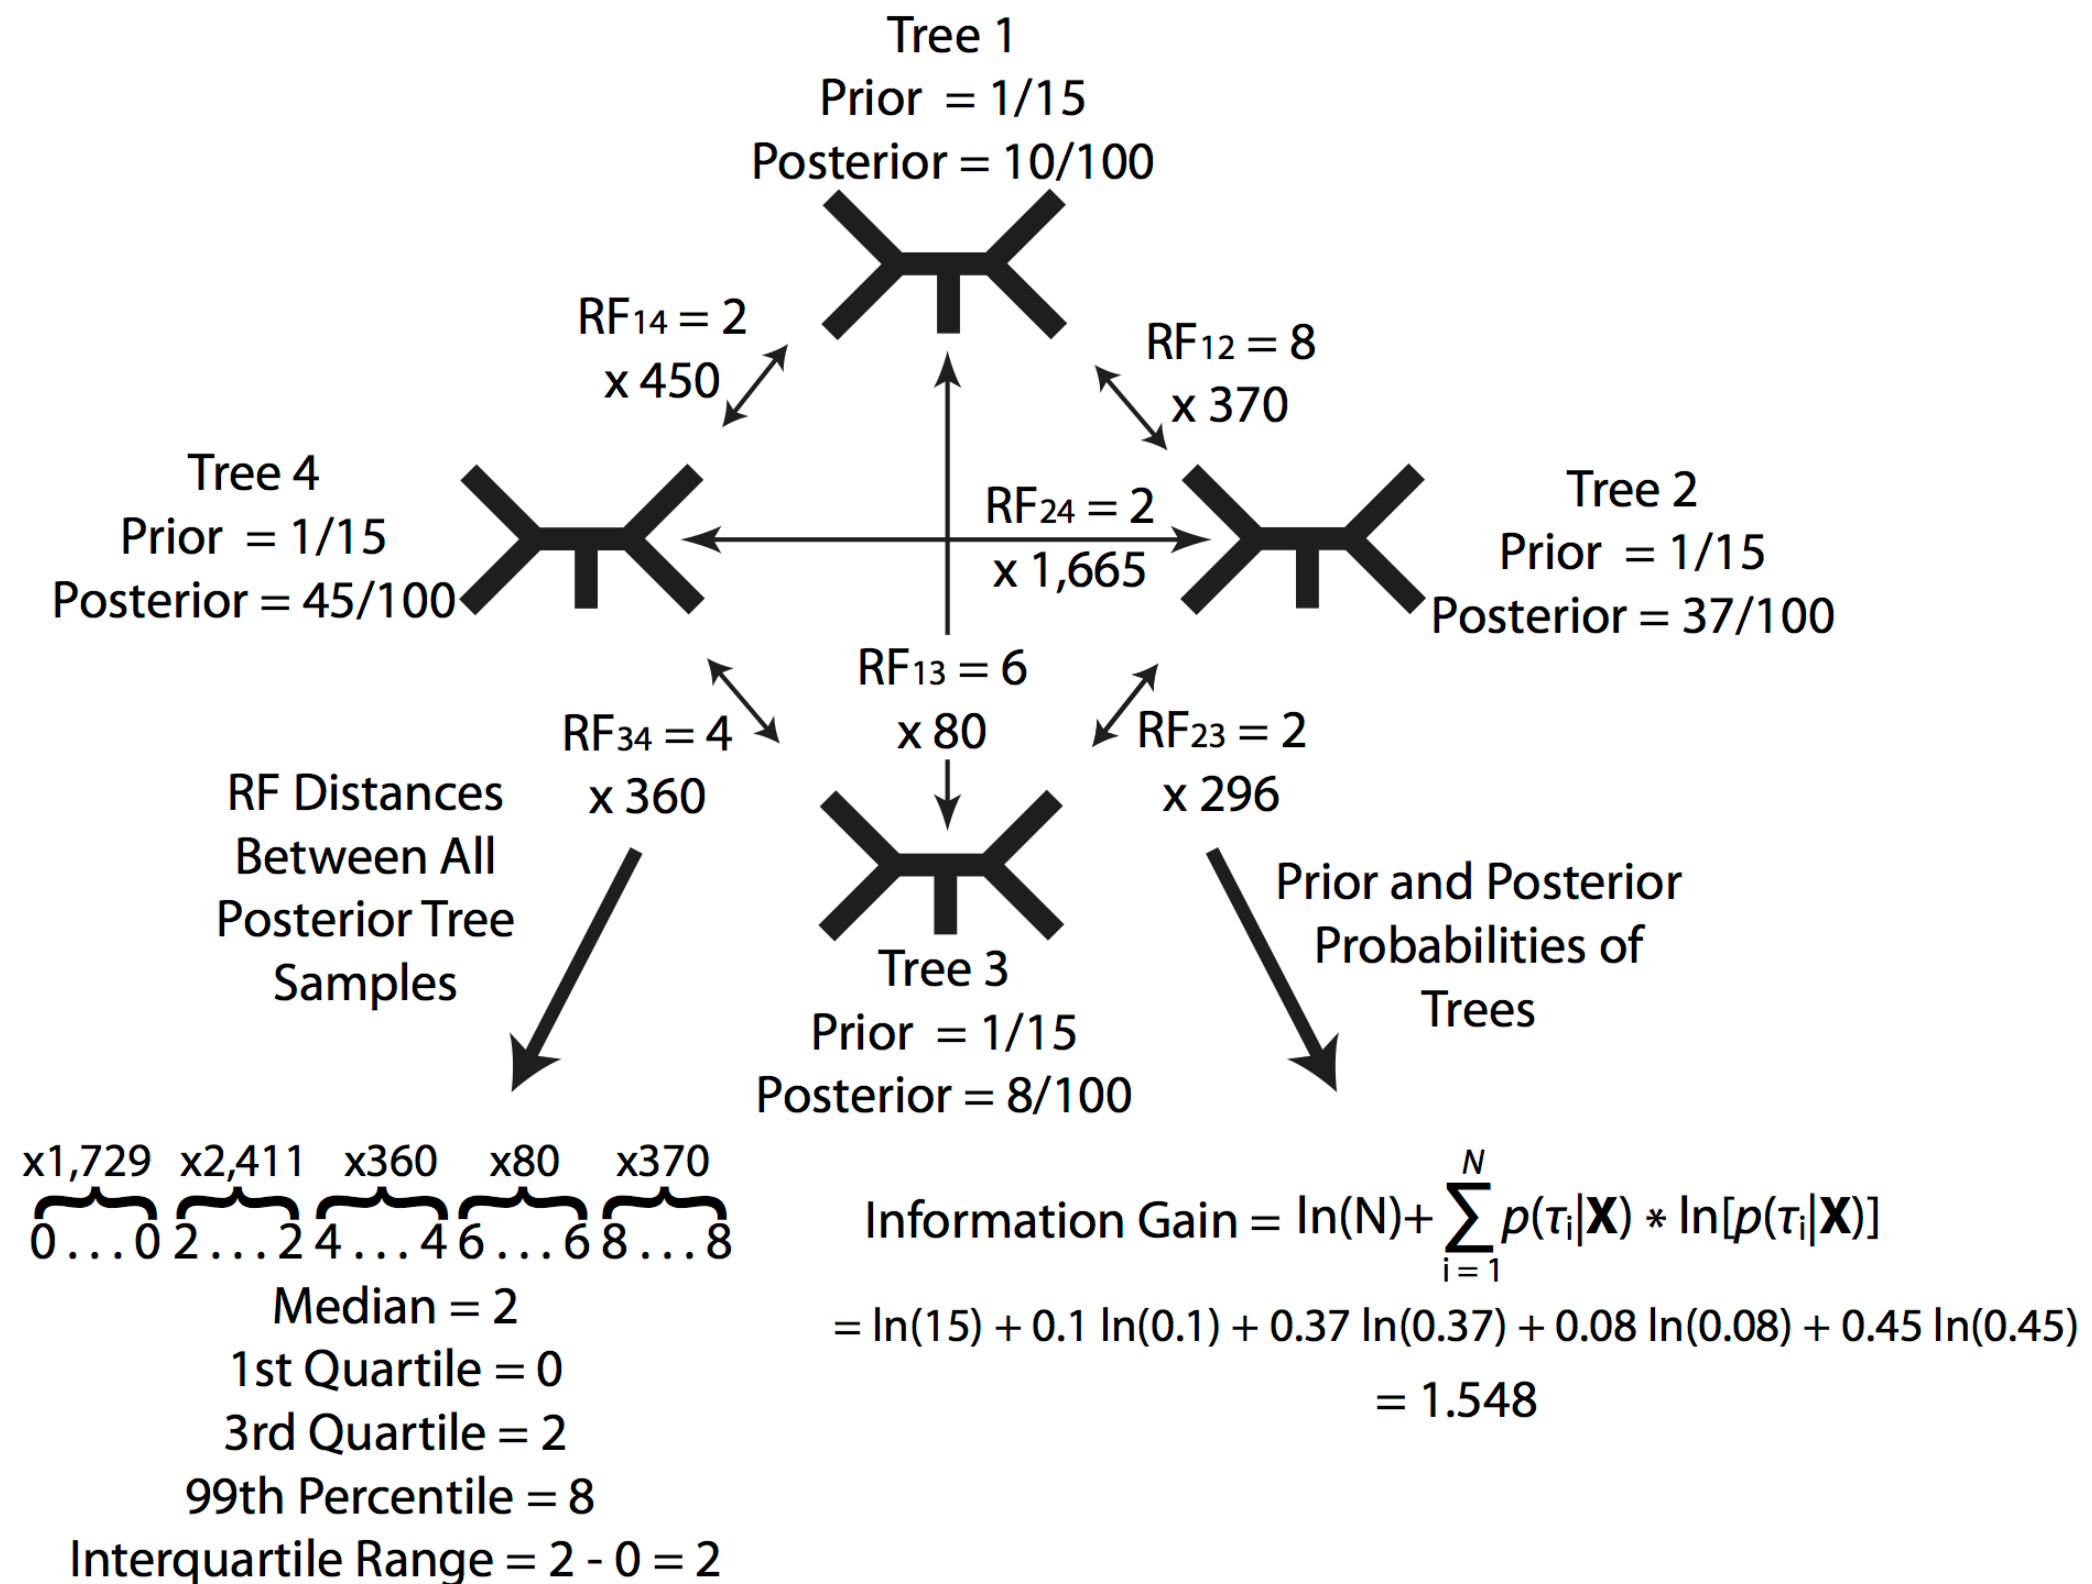 Tree 1
Prior = 1/15
Posterior = 10/100
RF14 = 2
x 450
RF12 = 8
x 370
Tree 4
Prior = 1/15
Posterior = 45/100
RF24 = 2
x 1,665
Tree 2
Prior = 1/15
Posterior = 37/100
RF13 = 6
x 80
RF34 = 4
x 360
RF23 = 2
x 296
RF Distances
Between All
Posterior Tree
Samples
Prior and Posterior
Probabilities of
Trees
Tree 3
Prior = 1/15
Posterior = 8/100
x1,729 x2,411 x360 x80 x370
0...0 2...2 4...4 6...6 8...8
Median = 2
1st Quartile = 0
3rd Quartile = 2
99th Percentile = 8
Interquartile Range = 2 - 0 = 2
Information Gain = ln(N)+ N ∑ i = 1 p(τi|X) * ln[p(τi|X)]
= ln(15) + 0.1 ln(0.1) + 0.37 ln(0.37) + 0.08 ln(0.08) + 0.45 ln(0.45)
= 1.548